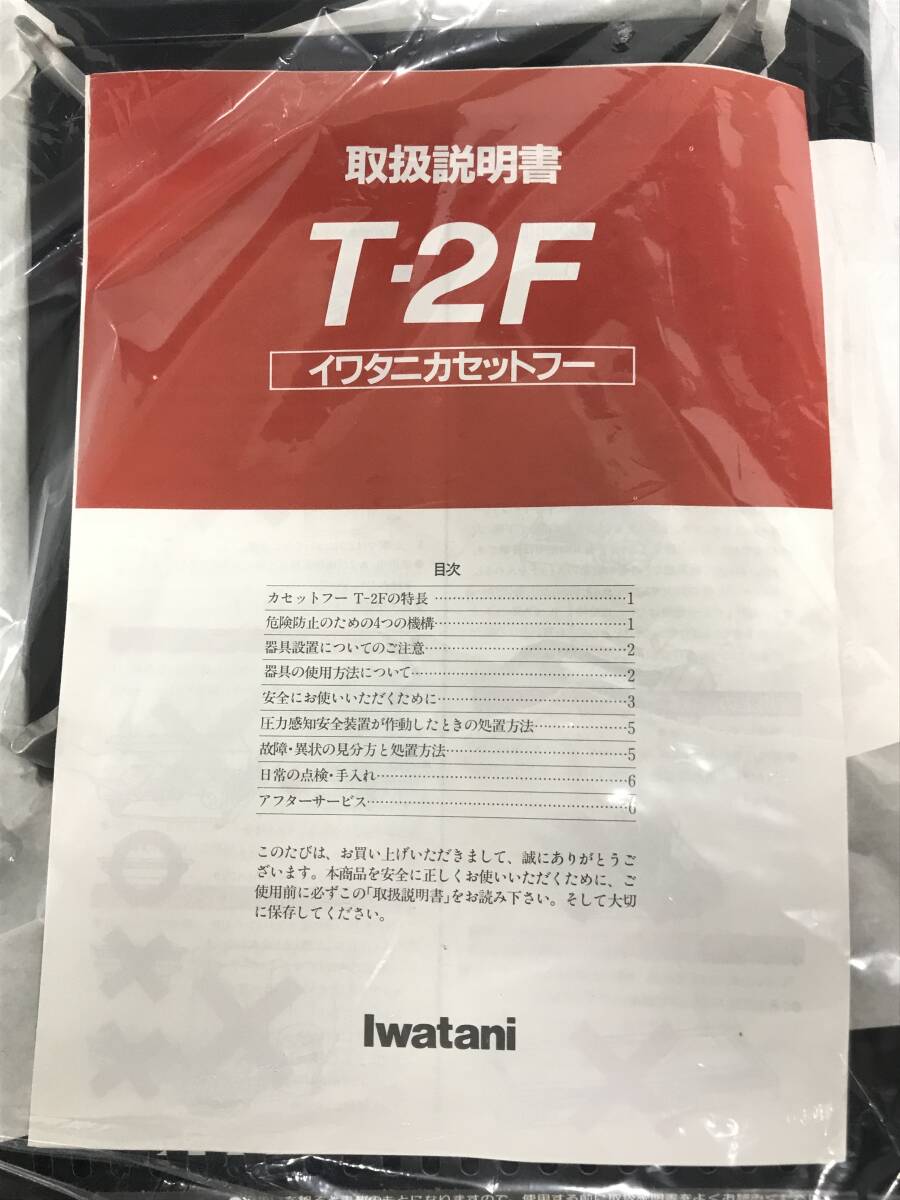 取扱説明書
T-2F
イワタニカセットフー
目次
カセットフー T-2Fの特長 ‥‥‥‥‥‥‥‥‥‥‥‥‥1
危険防止のための4つの機構‥‥‥‥‥‥‥‥‥‥‥‥‥1
器具設置についてのご注意‥‥‥‥‥‥‥‥‥‥‥‥‥2
器具の使用方法について‥‥‥‥‥‥‥‥‥‥‥‥‥2
安全にお使いいただくために‥‥‥‥‥‥‥‥‥‥‥‥3
圧力感知安全装置が作動したときの処置方法‥‥‥‥‥5
故障・異状の見分方と処置方法‥‥‥‥‥‥‥‥‥‥‥5
日常の点検・手入れ‥‥‥‥‥‥‥‥‥‥‥‥‥‥‥6
アフターサービス‥‥‥‥‥‥‥‥‥‥‥‥‥‥‥‥6
このたびは、お買い上げいただきまして、誠にありがとうご
ざいます。本商品を安全に正しくお使いいただくために、ご
使用前に必ずこの「取扱説明書」をお読み下さい。そして大切
に保存してください。
Iwatani